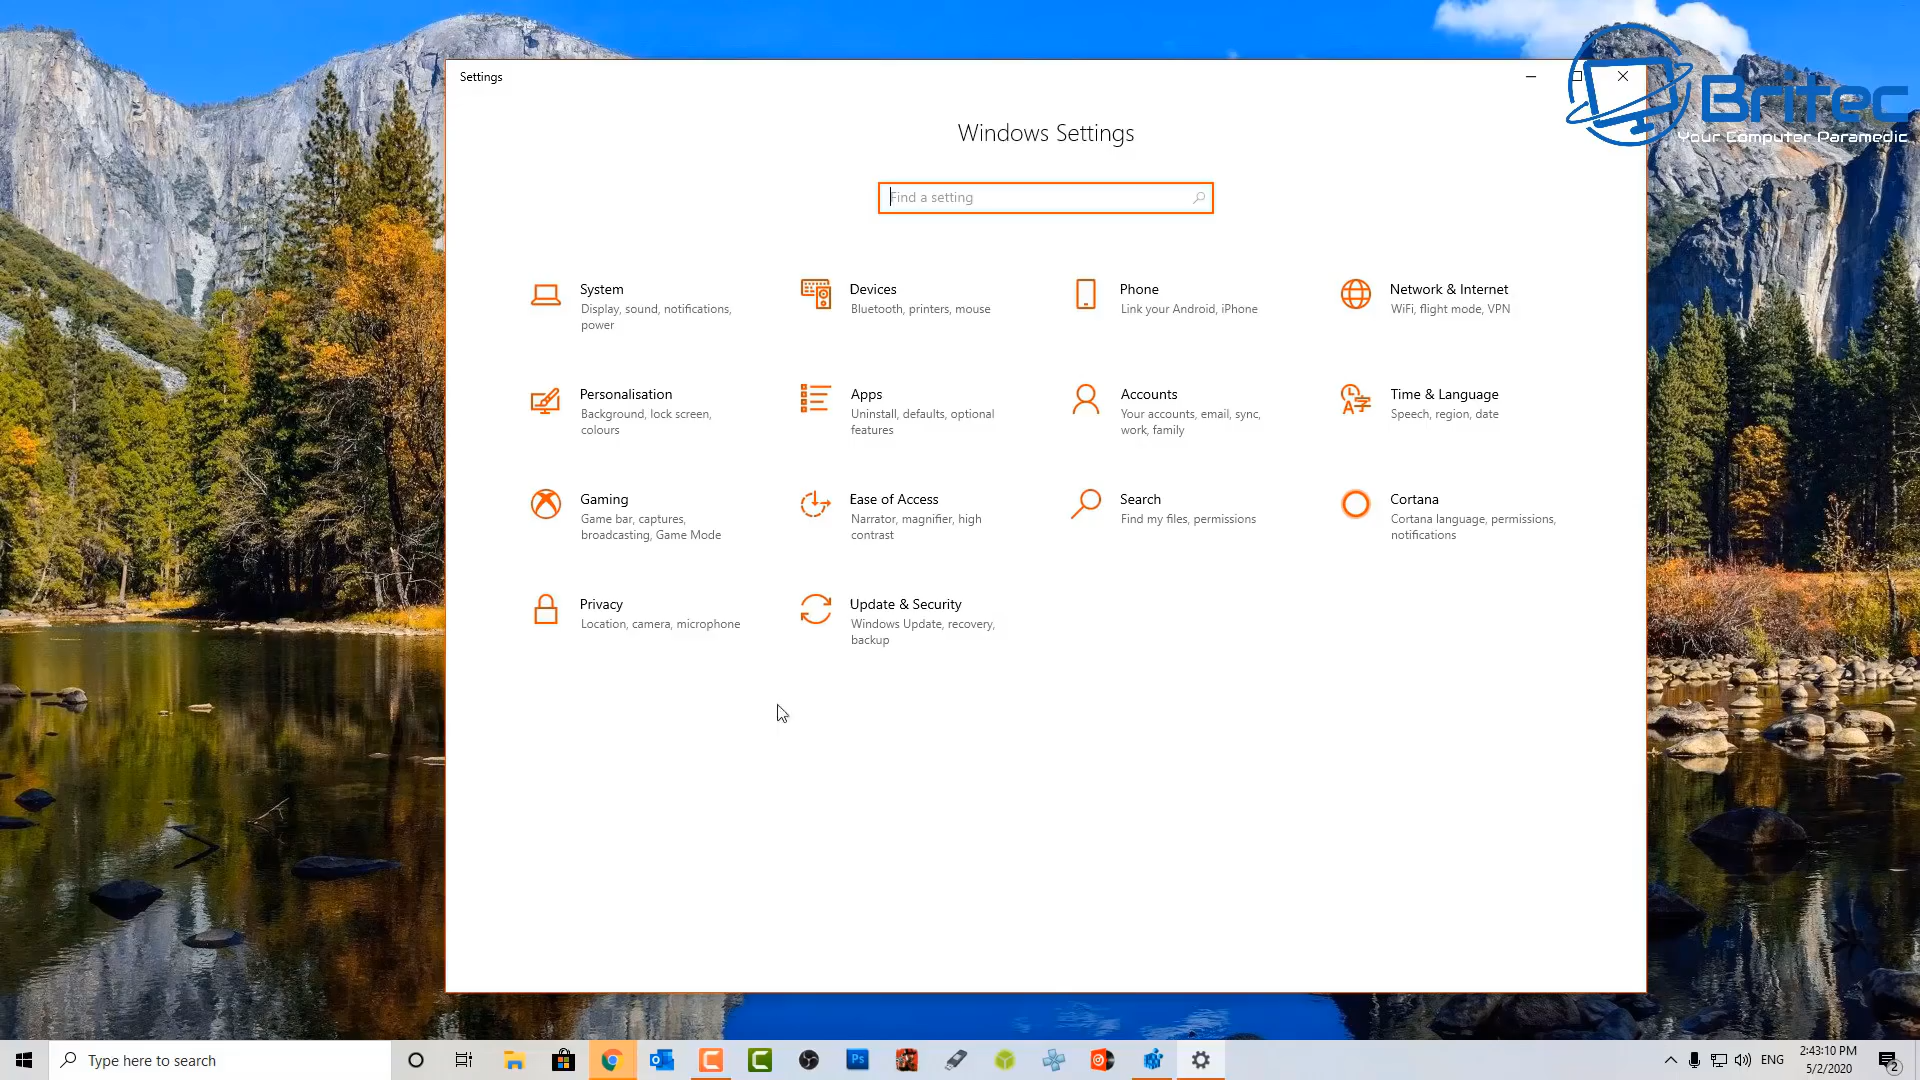 Settings
Britec
Your Computer Paramedic
Windows Settings
Find a setting
System
Display, sound, notifications,
power
Devices
Bluetooth, printers, mouse
Phone
Link your Android, iPhone
Network & Internet
WiFi, flight mode, VPN
Personalisation
Background, lock screen,
colours
Apps
Uninstall, defaults, optional
features
Accounts
Your accounts, email, sync,
work, family
Time & Language
Speech, region, date
Gaming
Game bar, captures,
broadcasting, Game Mode
Ease of Access
Narrator, magnifier, high
contrast
Search
Find my files, permissions
Cortana
Cortana language, permissions,
notifications
Privacy
Location, camera, microphone
Update & Security
Windows Update, recovery,
backup
Type here to search
Ps
ENG
2:43:10 PM
5/2/2020
2